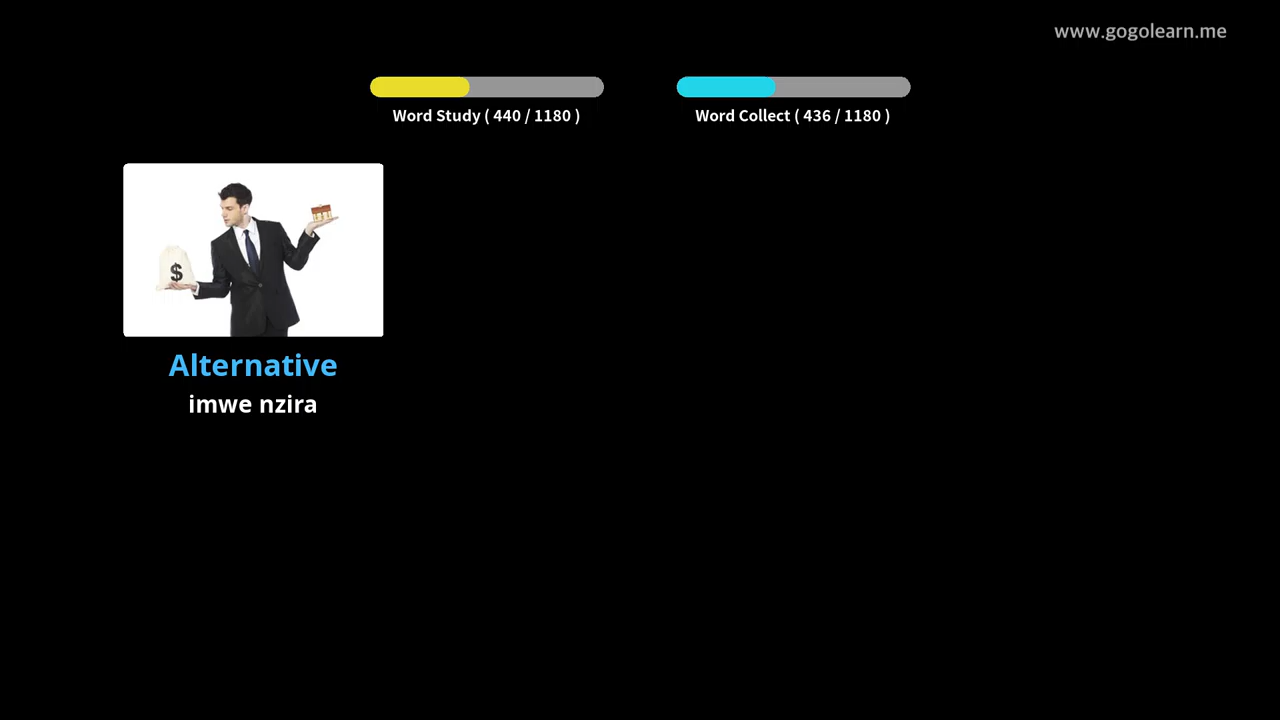 www.gogolearn.me
Word Study ( 440 / 1180 )
Word Collect ( 436 / 1180 )
$
Alternative
imwe nzira